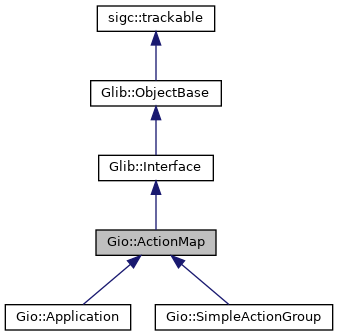 sigc::trackable
Glib::ObjectBase
Glib::Interface
Gio::ActionMap
Gio::Application
Gio::SimpleActionGroup